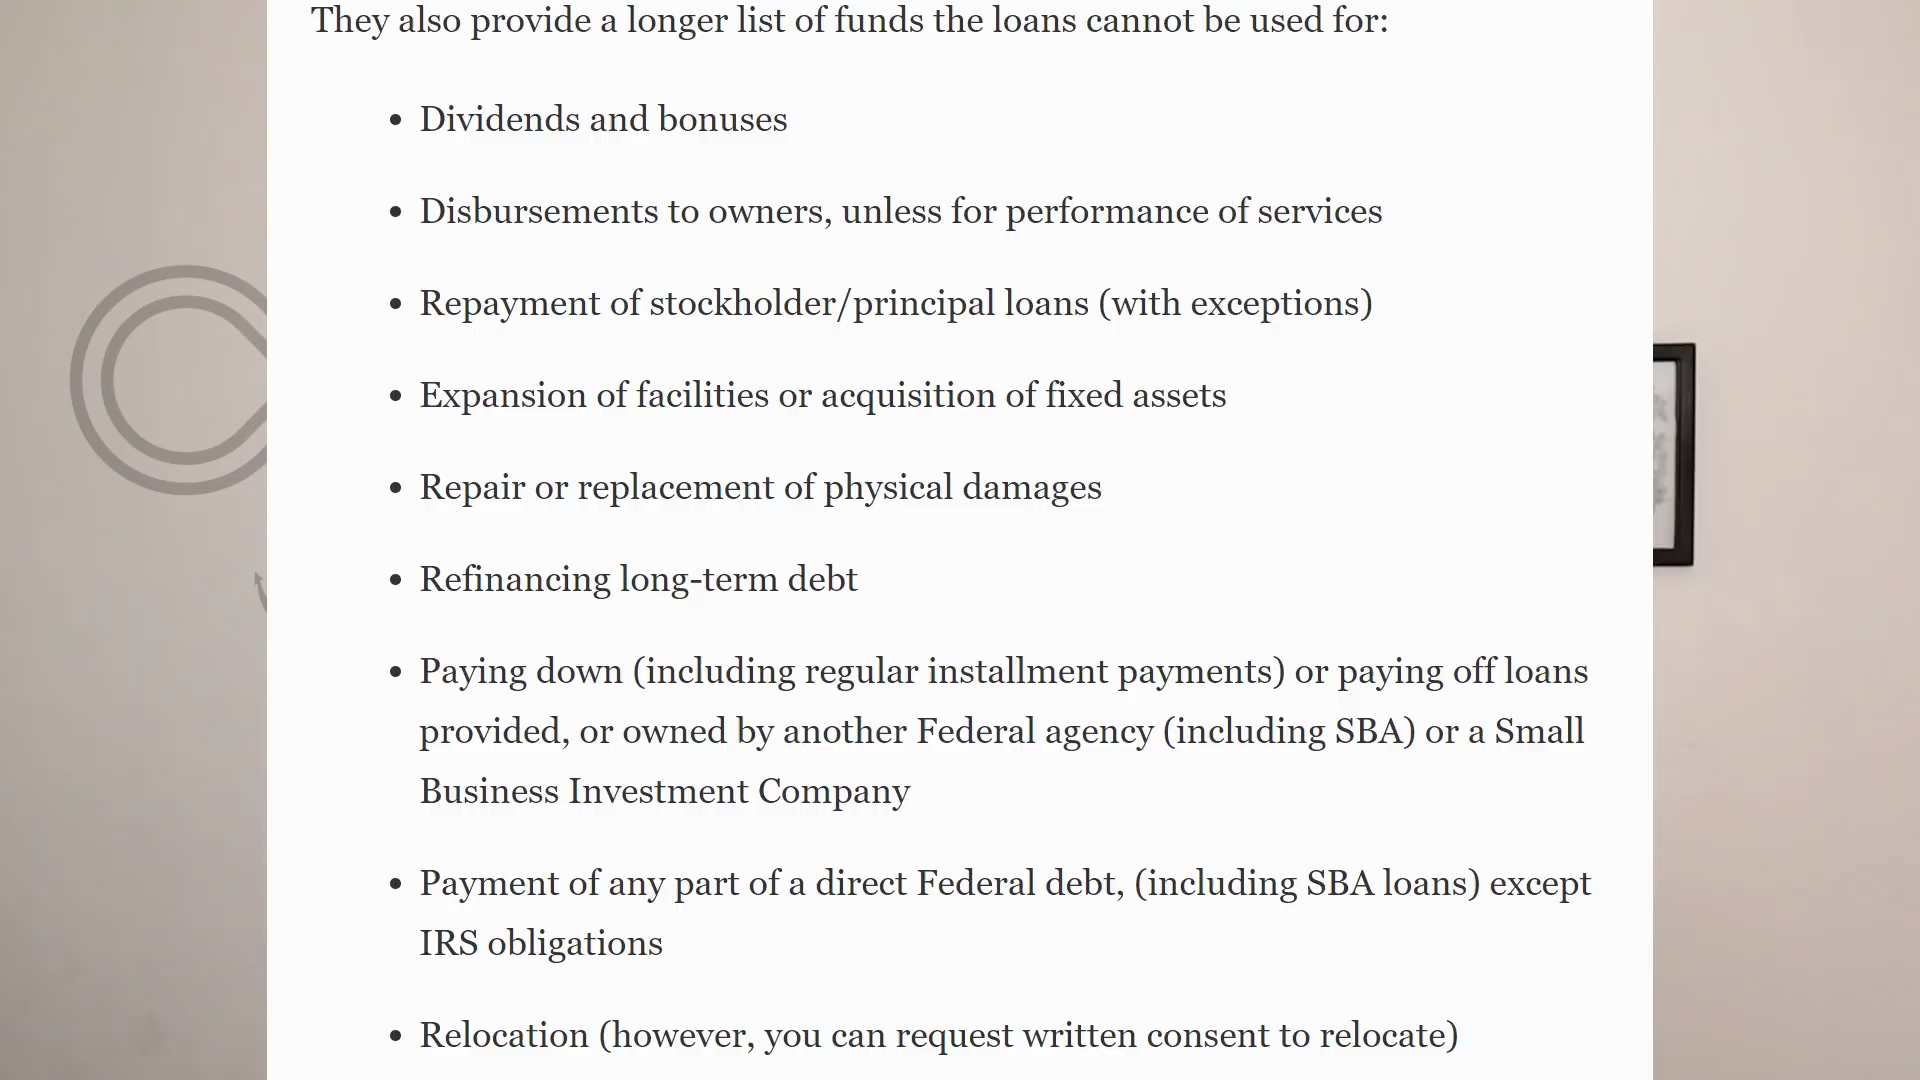 They also provide a longer list of funds the loans cannot be used for:
• Dividends and bonuses
• Disbursements to owners, unless for performance of services
• Repayment of stockholder/principal loans (with exceptions)
• Expansion of facilities or acquisition of fixed assets
• Repair or replacement of physical damages
• Refinancing long-term debt
• Paying down (including regular installment payments) or paying off loans
provided, or owned by another Federal agency (including SBA) or a Small
Business Investment Company
• Payment of any part of a direct Federal debt, (including SBA loans) except
IRS obligations
• Relocation (however, you can request written consent to relocate)